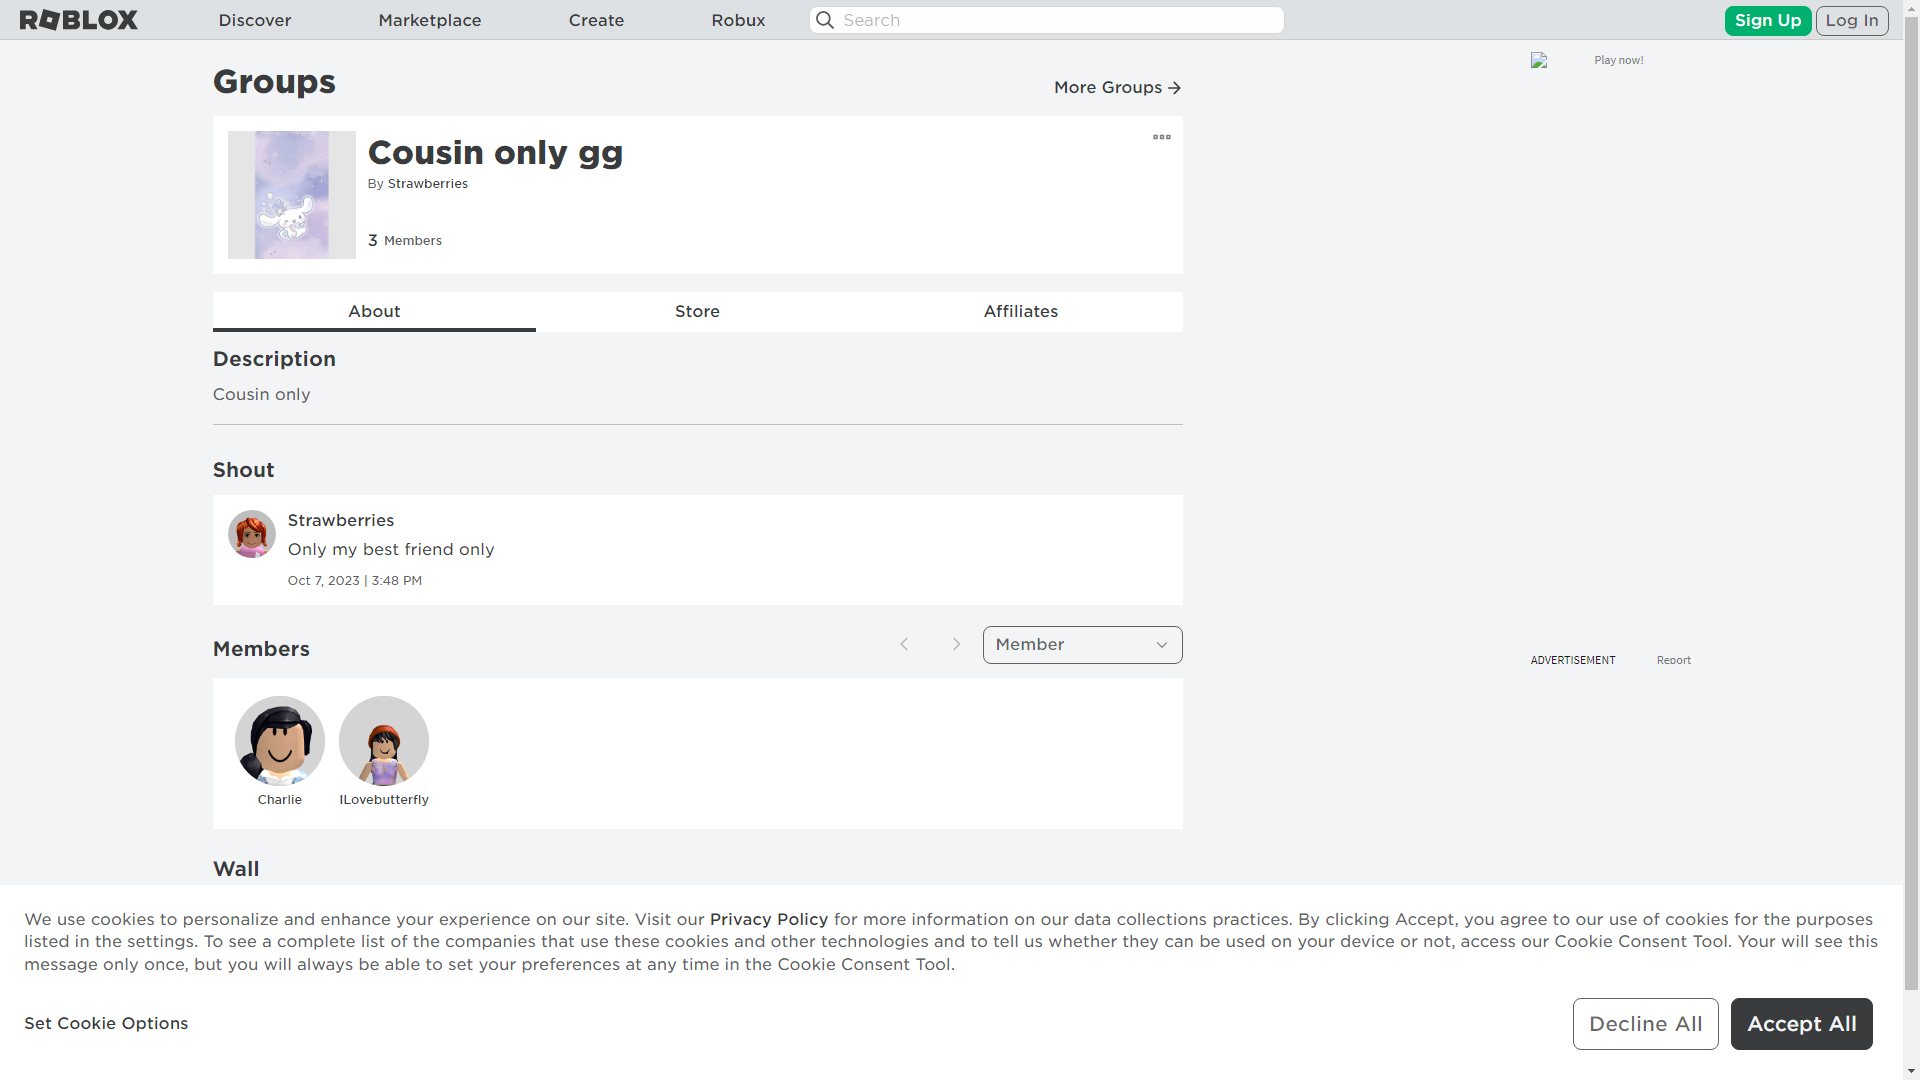 ROBLOX
Discover
Marketplace
Create
Robux
Search
Sign Up
Log In
Groups
More Groups
Play now!
Cousin only gg
By Strawberries
3 Members
About
Store
Affiliates
Description
Cousin only
Shout
Strawberries
Only my best friend only
Oct 7, 2023 | 3:48 PM
Members
Member
ADVERTISEMENT
Report
Charlie
ILovebutterfly
Wall
We use cookies to personalize and enhance your experience on our site. Visit our Privacy Policy for more information on our data collections practices. By clicking Accept, you agree to our use of cookies for the purposes
listed in the settings. To see a complete list of the companies that use these cookies and other technologies and to tell us whether they can be used on your device or not, access our Cookie Consent Tool. Your will see this
message only once, but you will always be able to set your preferences at any time in the Cookie Consent Tool.
Set Cookie Options
Decline All
Accept All